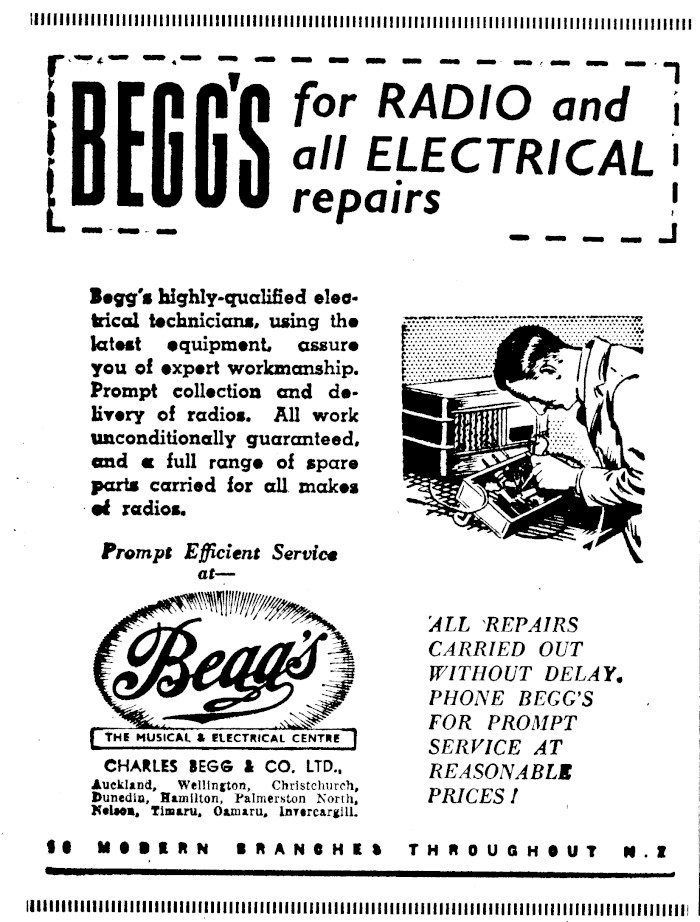 BEGG'S
for RADIO and
all ELECTRICAL
repairs
Begg's highly-qualified elec-
trical technicians, using the
latest equipment, assure
you of expert workmanship.
Prompt collection and de-
livery of radios. All work
unconditionally guaranteed,
and a full range of spare
parts carried for all makes
of radios.
Prompt Efficient Service
at—
Begg's
THE MUSICAL & ELECTRICAL CENTRE
CHARLES BEGG & CO. LTD.,
Auckland, Wellington, Christchurch,
Dunedin, Hamilton, Palmerston North,
Nelson, Timaru, Oamaru, Invercargill.
ALL REPAIRS
CARRIED OUT
WITHOUT DELAY.
PHONE BEGG'S
FOR PROMPT
SERVICE AT
REASONABLE
PRICES!
MODERN BRANCHES THROUGHOUT N.Z